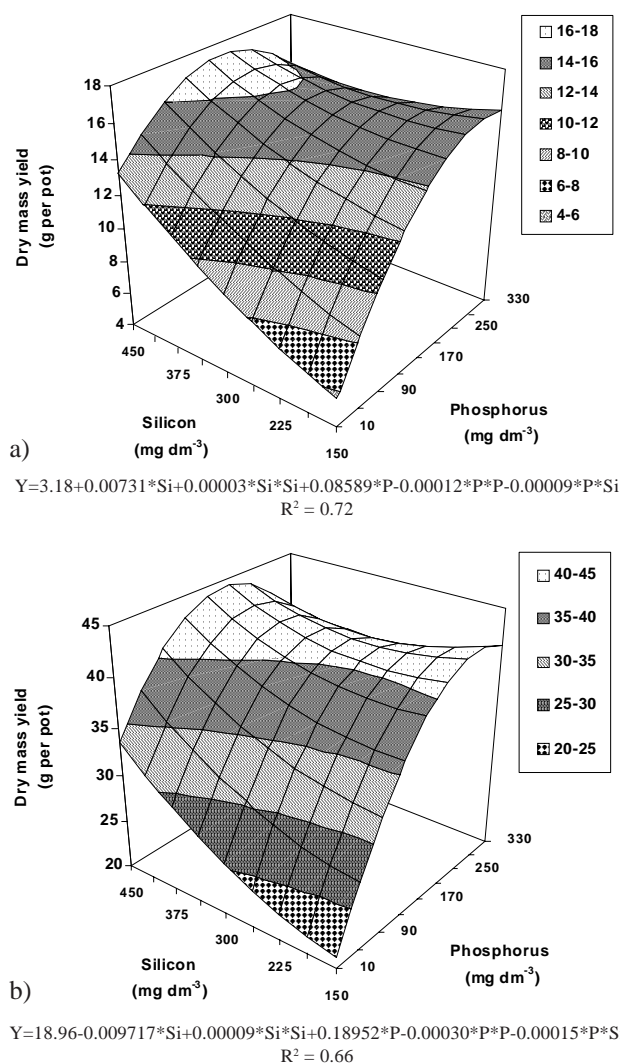 16-18
14-16
12-14
10-12
8-10
6-8
4-6
Dry mass yield
(g per pot)
18
16
14
12
10
8
6
4
450
375
300
225
150
Silicon
(mg dm-3)
10
90
170
250
330
Phosphorus
(mg dm-3)
a)
Y=3.18+0.00731*Si+0.00003*Si*Si+0.08589*P-0.00012*P*P-0.00009*P*Si
R2 = 0.72
40-45
35-40
30-35
25-30
20-25
Dry mass yield
(g per pot)
45
40
35
30
25
20
450
375
300
225
150
Silicon
(mg dm-3)
10
90
170
250
330
Phosphorus
(mg dm-3)
b)
Y=18.96-0.009717*Si+0.00009*Si*Si+0.18952*P-0.00030*P*P-0.00015*P*S
R2 = 0.66